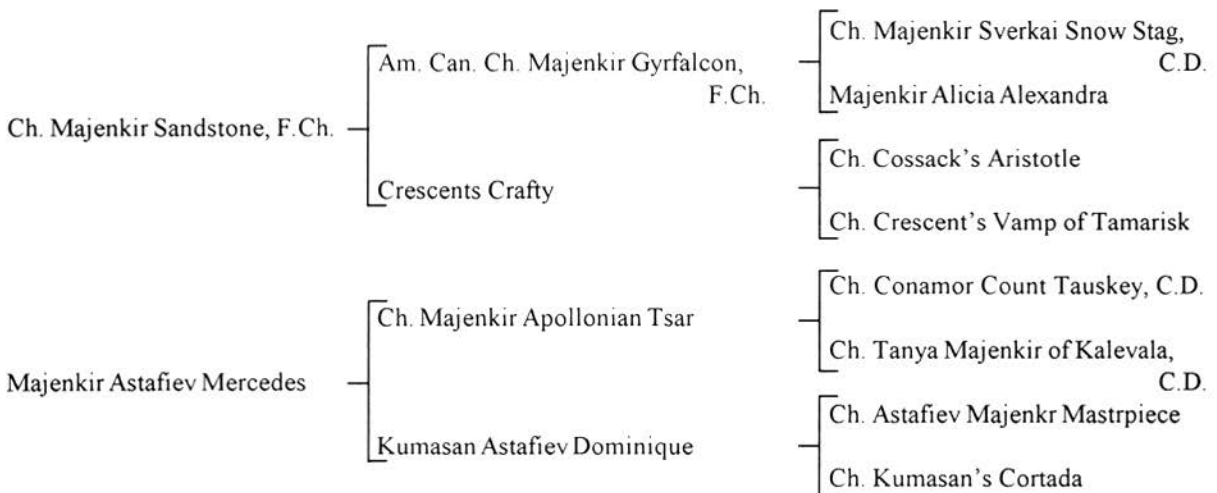 Ch. Majenkir Sverkai Snow Stag,
C.D.
Am. Can. Ch. Majenkir Gyrfalcon,
F.Ch.
Majenkir Alicia Alexandra
Ch. Majenkir Sandstone, F.Ch.
Ch. Cossack's Aristotle
Crescents Crafty
Ch. Crescent's Vamp of Tamarisk
Ch. Conamor Count Tauskey, C.D.
Ch. Majenkir Apollonian Tsar
Ch. Tanya Majenkir of Kalevala,
C.D.
Majenkir Astafiev Mercedes
Ch. Astafiev Majenkr Mastrpiece
Kumasan Astafiev Dominique
Ch. Kumasan's Cortada